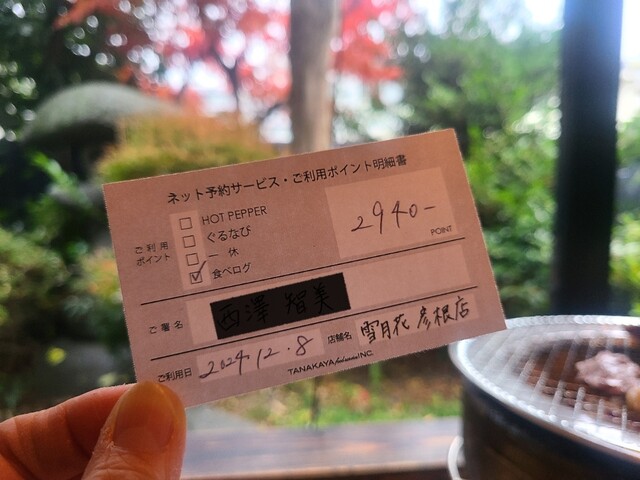 ネット予約サービス・ご利用ポイント明細書
ご利用
ポイント
HOT PEPPER
ぐるなび
一休
食べログ
2940-
POINT
ご署名 西澤 智美
ご利用日 2024.12.8 店舗名 雪月花 彦根店
TANAKAYA INC.